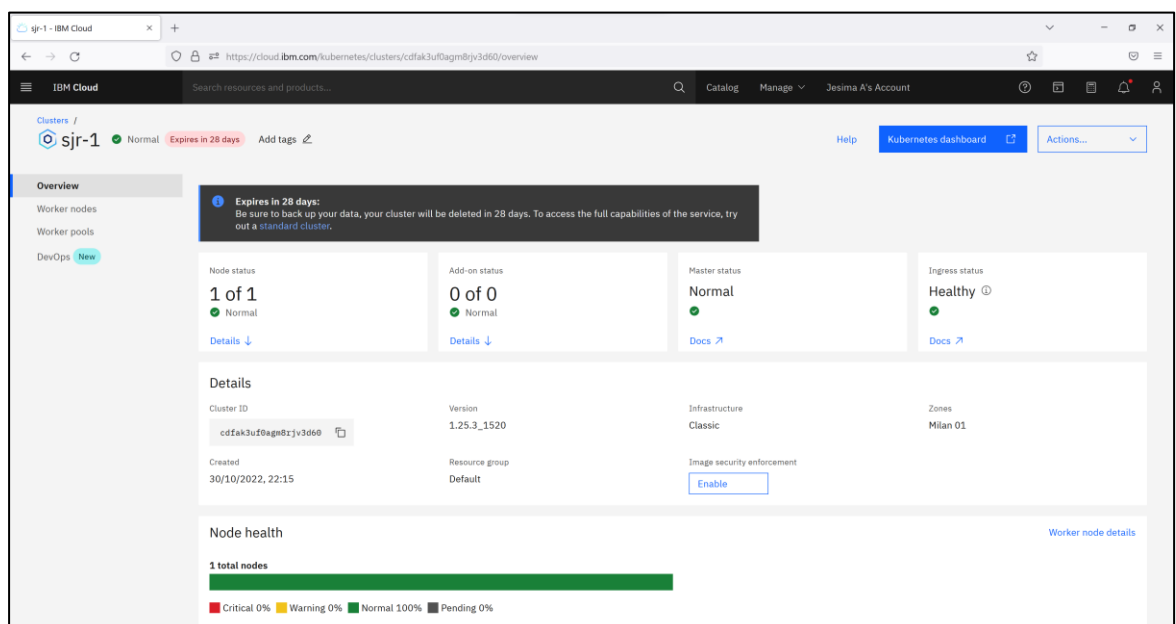 sjr-1 - IBM Cloud
https://cloud.ibm.com/kubernetes/clusters/cdfak3uf0agm8rjv3d60/overview
IBM Cloud
Search resources and products...
Catalog
Manage
Jesima A's Account
Clusters /
sjr-1
Normal
Expires in 28 days
Add tags
Help
Kubernetes dashboard
Actions...
Overview
Worker nodes
Worker pools
DevOps New
Expires in 28 days:
Be sure to back up your data, your cluster will be deleted in 28 days. To access the full capabilities of the service, try
out a standard cluster.
Node status
1 of 1
Normal
Details
Add-on status
0 of 0
Normal
Details
Master status
Normal
Docs
Ingress status
Healthy
Docs
Details
Cluster ID
cdfak3uf0agm8rjv3d60
Version
1.25.3_1520
Infrastructure
Classic
Zones
Milan 01
Created
30/10/2022, 22:15
Resource group
Default
Image security enforcement
Enable
Node health
Worker node details
1 total nodes
Critical 0% Warning 0% Normal 100% Pending 0%